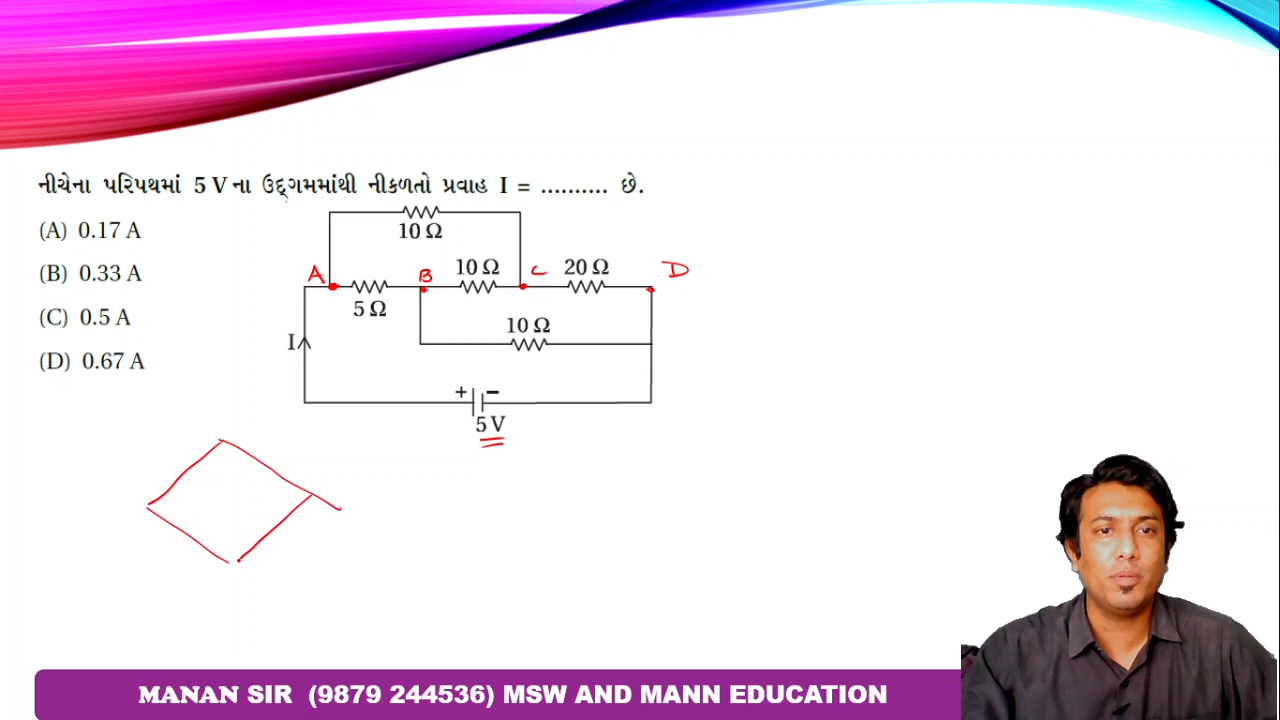 નીચેના પરિપથમાં 5 V ના ઉદ્ગમમાંથી નીકળતો પ્રવાહ I = .......... છે.
(A) 0.17 A
(B) 0.33 A
(C) 0.5 A
(D) 0.67 A
10 Ω
A
B
10 Ω
C
20 Ω
D
5 Ω
10 Ω
I
+
−
5 V
MANAN SIR (9879 244536) MSW AND MANN EDUCATION